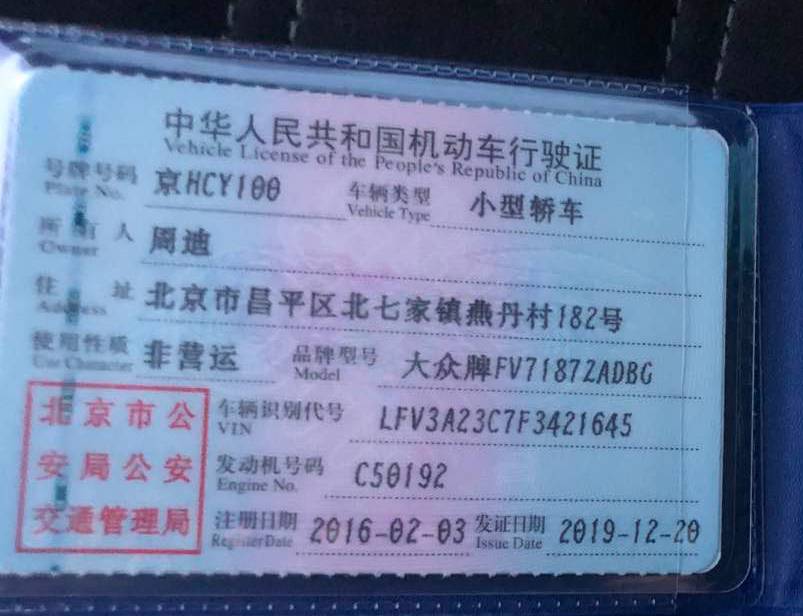 中华人民共和国机动车行驶证
Vehicle License of the People's Republic of China
号牌号码 京HCY100 车辆类型 小型轿车
Plate No. Vehicle Type
所有人 周迪
Owner
住址 北京市昌平区北七家镇燕丹村182号
Address
使用性质 非营运 品牌型号 大众牌FV7187ZADBG
Use Character Model
北京市公 车辆识别代号 LFV3A23C7F3421645
VIN
安局公安 发动机号码 C50192
Engine No.
交通管理局 注册日期 2016-02-03 发证日期 2019-12-20
Register Date Issue Date